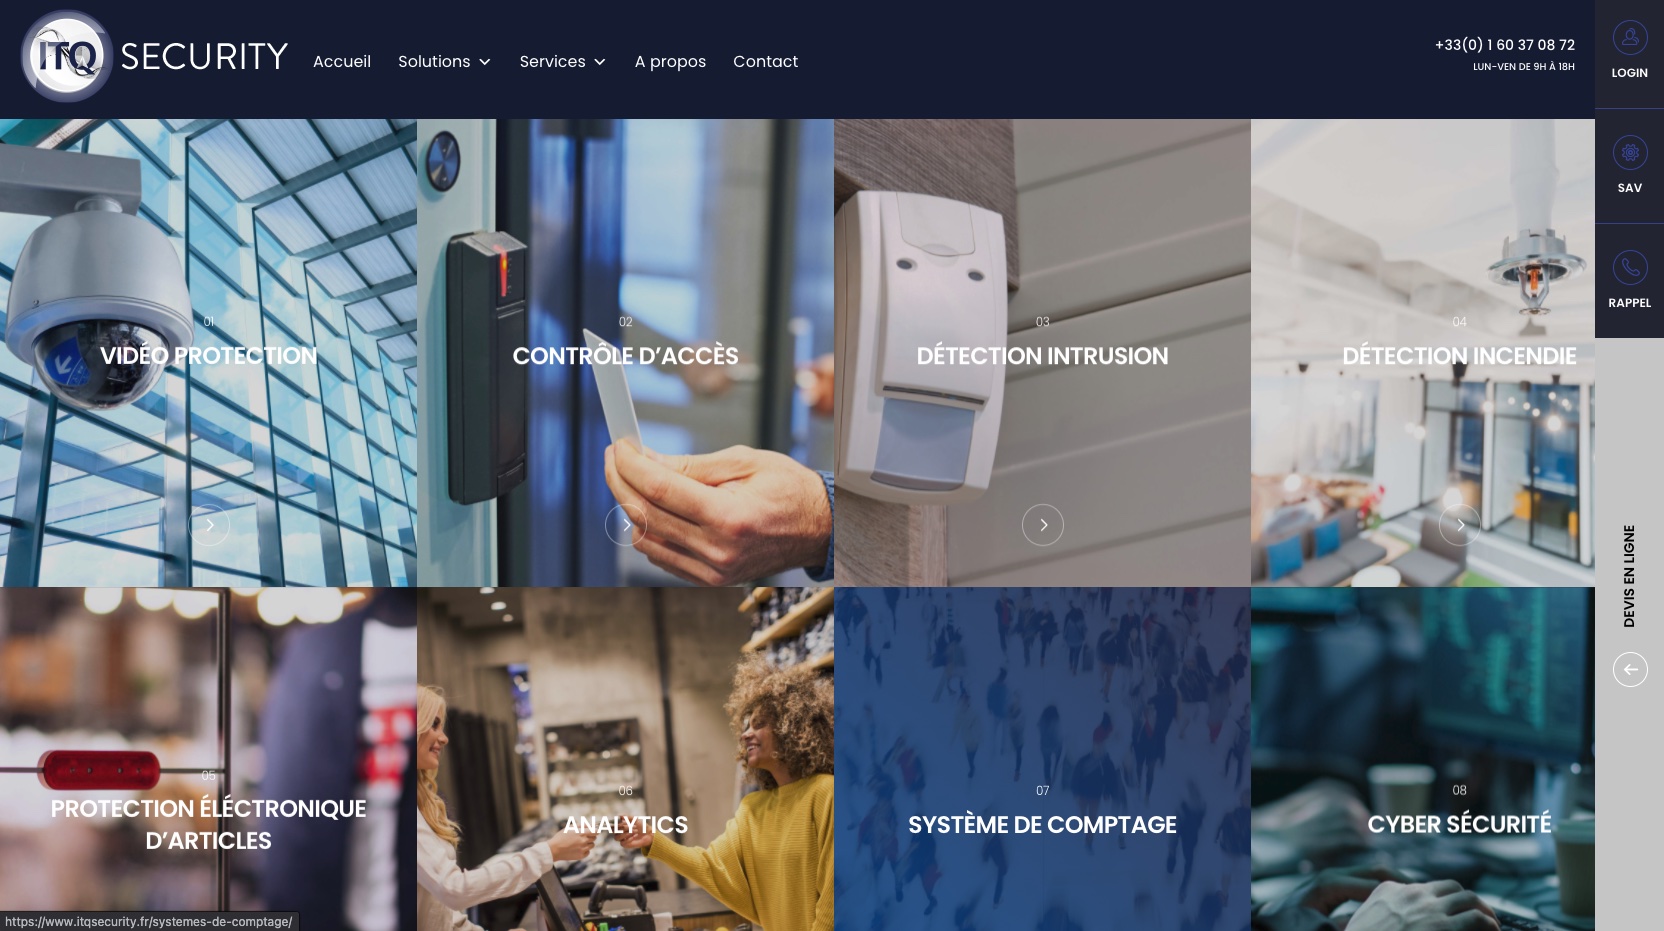 ITQ SECURITY
Accueil Solutions Services A propos Contact
+33(0) 1 60 37 08 72
LUN-VEN DE 9H À 18H
LOGIN
SAV
RAPPEL
DEVIS EN LIGNE
01
VIDÉO PROTECTION
02
CONTRÔLE D’ACCÈS
03
DÉTECTION INTRUSION
04
DÉTECTION INCENDIE
05
PROTECTION ÉLÉCTRONIQUE
D’ARTICLES
06
ANALYTICS
07
SYSTÈME DE COMPTAGE
08
CYBER SÉCURITÉ
https://www.itqsecurity.fr/systemes-de-comptage/